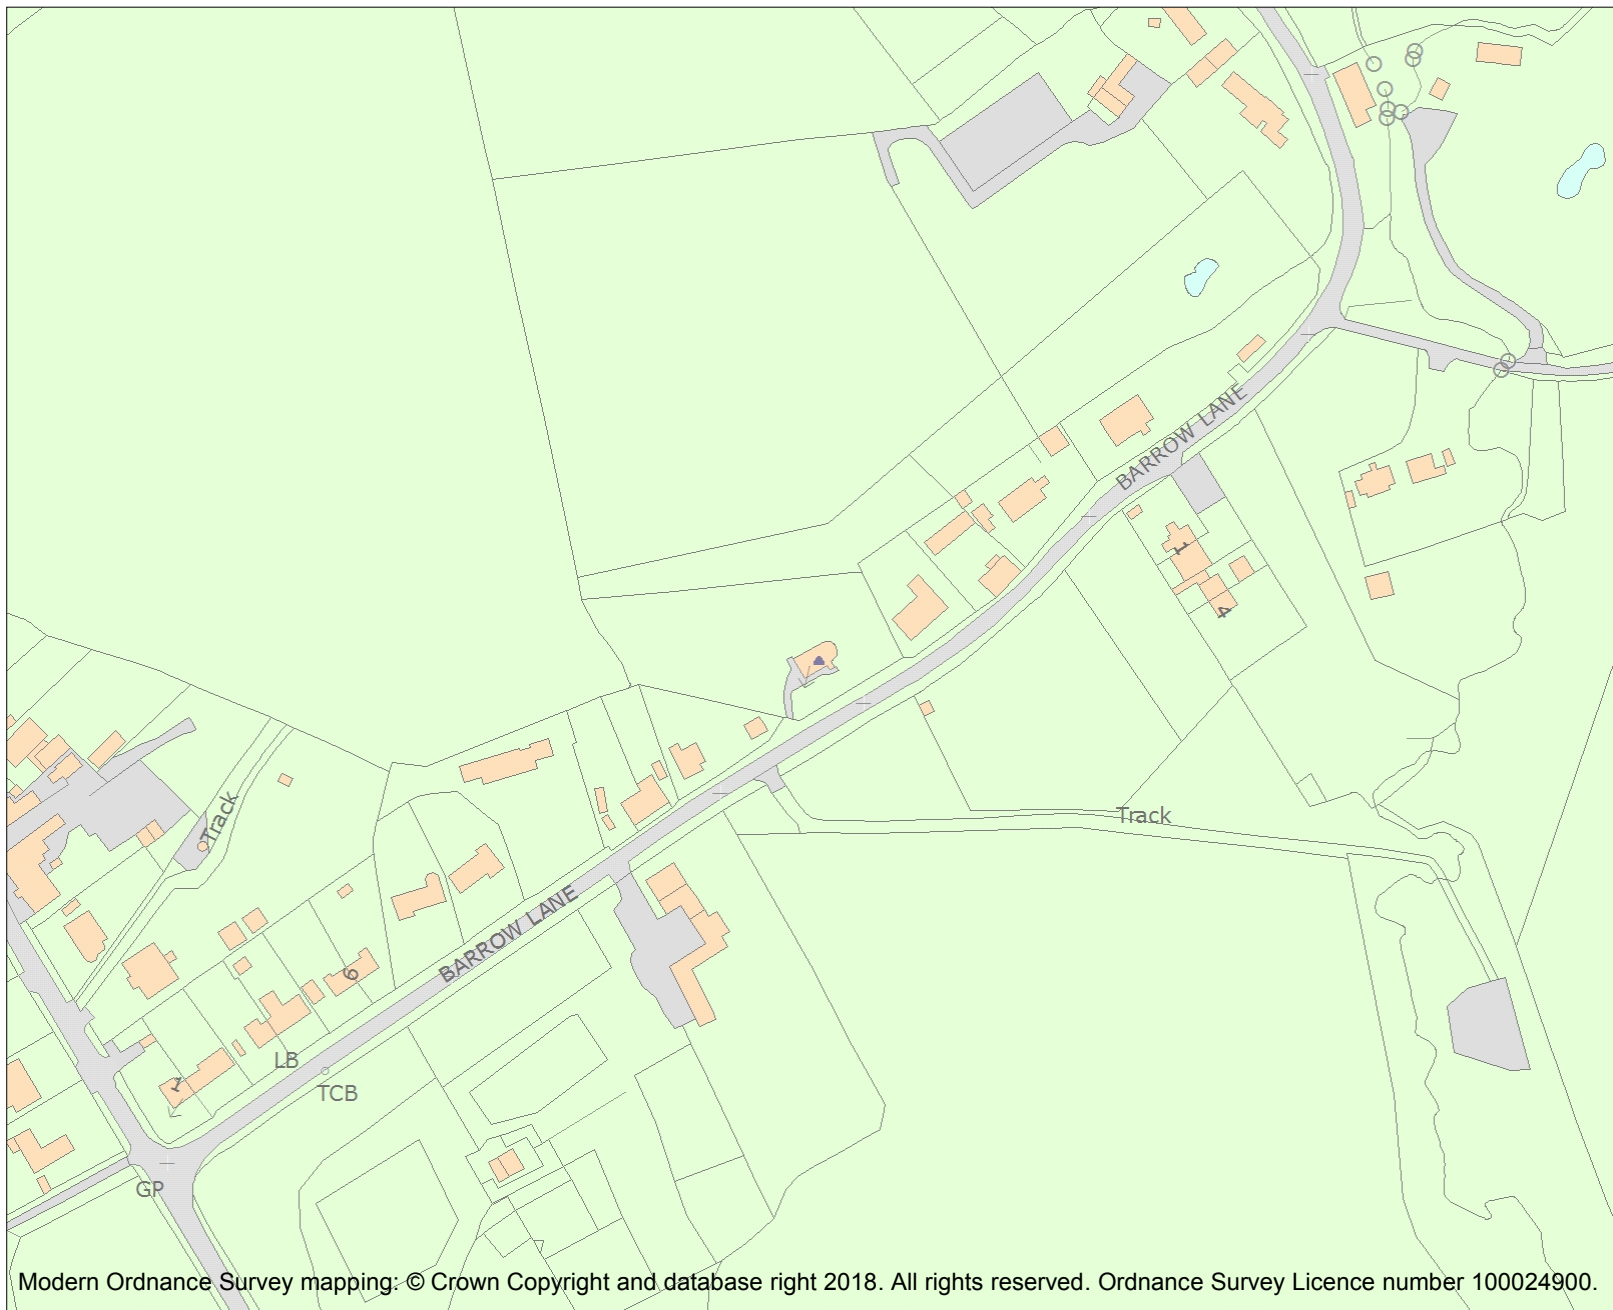 BARROW LANE
1
4
Track
Track
BARROW LANE
6
LB
1
TCB
GP
Modern Ordnance Survey mapping: © Crown Copyright and database right 2018. All rights reserved. Ordnance Survey Licence number 100024900.